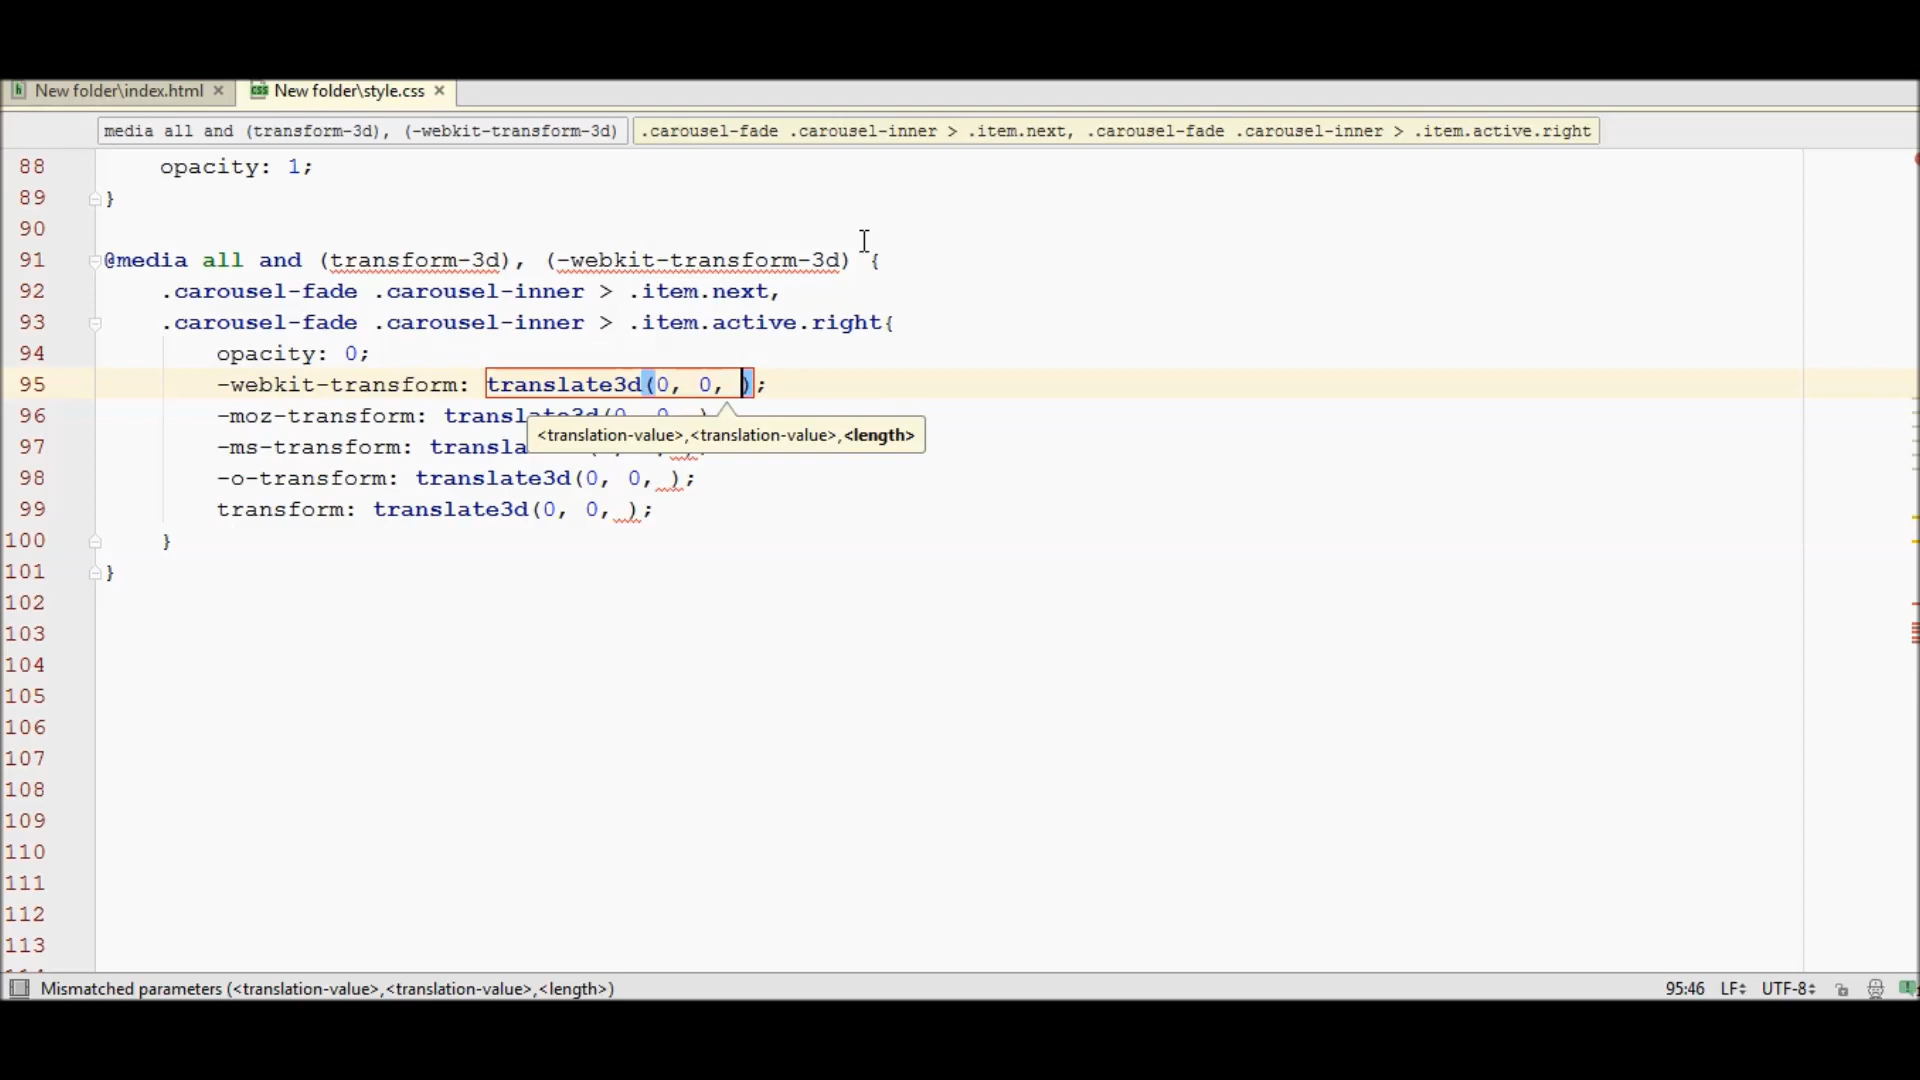 New folder\index.html
New folder\style.css
media all and (transform-3d), (-webkit-transform-3d)
.carousel-fade .carousel-inner > .item.next, .carousel-fade .carousel-inner > .item.active.right
88 opacity: 1;
89 }
90
91 @media all and (transform-3d), (-webkit-transform-3d) {
92 .carousel-fade .carousel-inner > .item.next,
93 .carousel-fade .carousel-inner > .item.active.right{
94 opacity: 0;
95 -webkit-transform: translate3d(0, 0, );
96 -moz-transform: translate3d(0, 0, )
<translation-value>,<translation-value>,<length>
97 -ms-transform: transla
98 -o-transform: translate3d(0, 0, );
99 transform: translate3d(0, 0, );
100 }
101 }
102
103
104
105
106
107
108
109
110
111
112
113
Mismatched parameters (<translation-value>,<translation-value>,<length>)
95:46 LF UTF-8